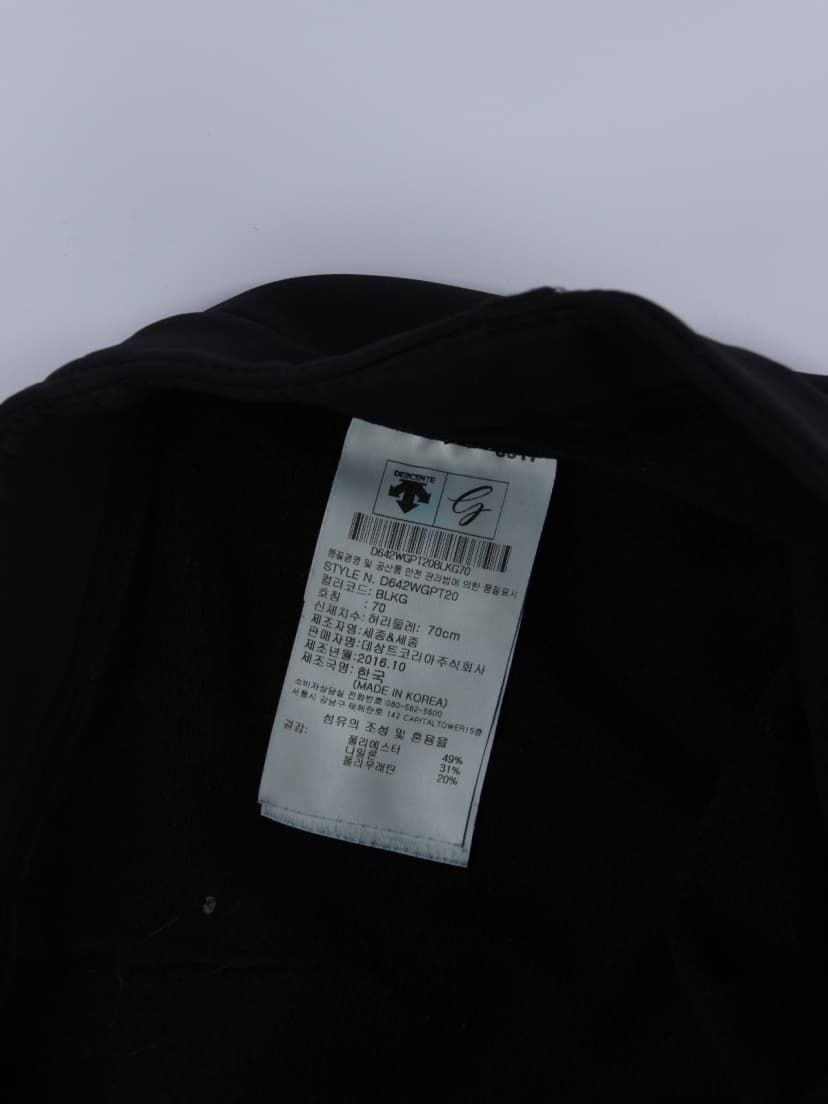 DESCENTE
G
D642WGPT20BLKG70
품질경영 및 공산품 안전 관리법에 의한 품질표시
STYLE N. D642WGPT20
컬러코드: BLKG
호칭 : 70
신체치수: 허리둘레: 70cm
제조자명: 세종&세종
판매자명: 데상트코리아주식회사
제조년월: 2016.10
제조국명: 한국
(MADE IN KOREA)
소비자상담실 전화번호: 080-562-5600
서울시 강남구 테헤란로 142 CAPITALTOWER15층
섬유의 조성 및 혼용율
겉감: 폴리에스터 49%
나일론 31%
폴리우레탄 20%